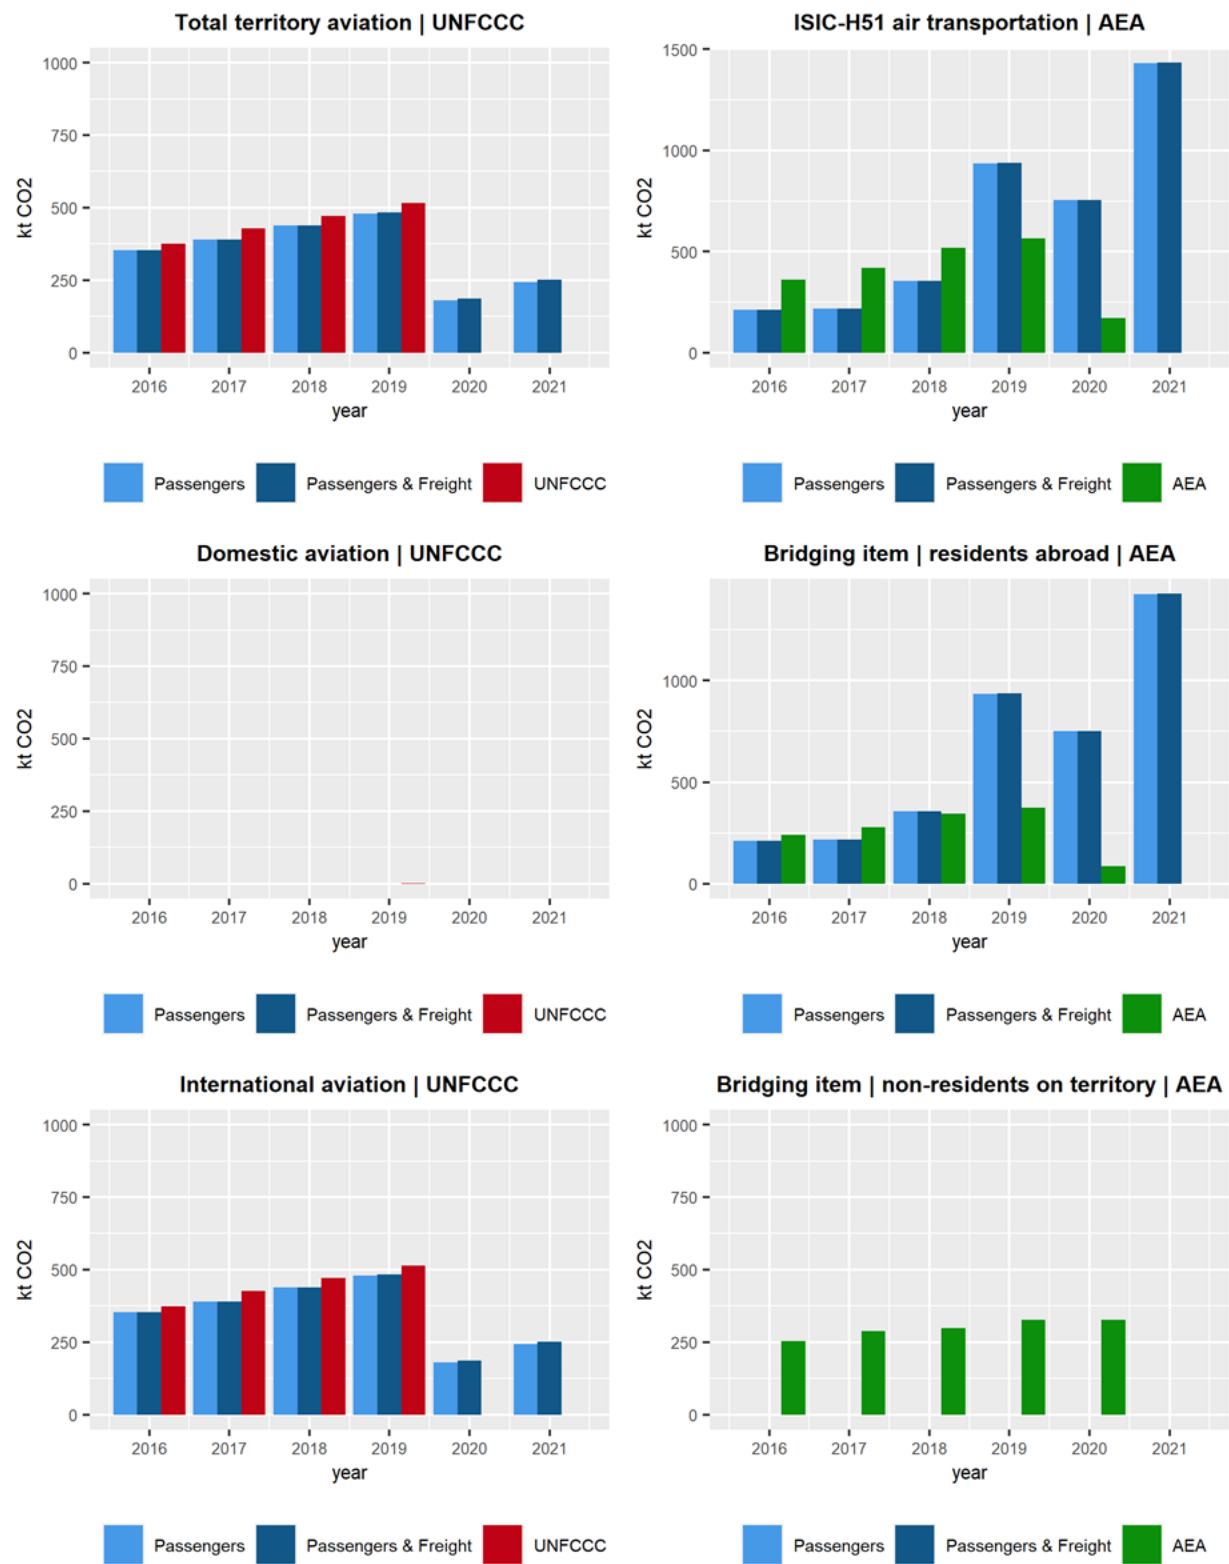 Total territory aviation | UNFCCC
kt CO2
1000
750
500
250
0
2016 2017 2018 2019 2020 2021
year
Passengers Passengers & Freight UNFCCC
ISIC-H51 air transportation | AEA
kt CO2
1500
1000
500
0
2016 2017 2018 2019 2020 2021
year
Passengers Passengers & Freight AEA
Domestic aviation | UNFCCC
kt CO2
1000
750
500
250
0
2016 2017 2018 2019 2020 2021
year
Passengers Passengers & Freight UNFCCC
Bridging item | residents abroad | AEA
kt CO2
1000
500
0
2016 2017 2018 2019 2020 2021
year
Passengers Passengers & Freight AEA
International aviation | UNFCCC
kt CO2
1000
750
500
250
0
2016 2017 2018 2019 2020 2021
year
Passengers Passengers & Freight UNFCCC
Bridging item | non-residents on territory | AEA
kt CO2
1000
750
500
250
0
2016 2017 2018 2019 2020 2021
year
Passengers Passengers & Freight AEA